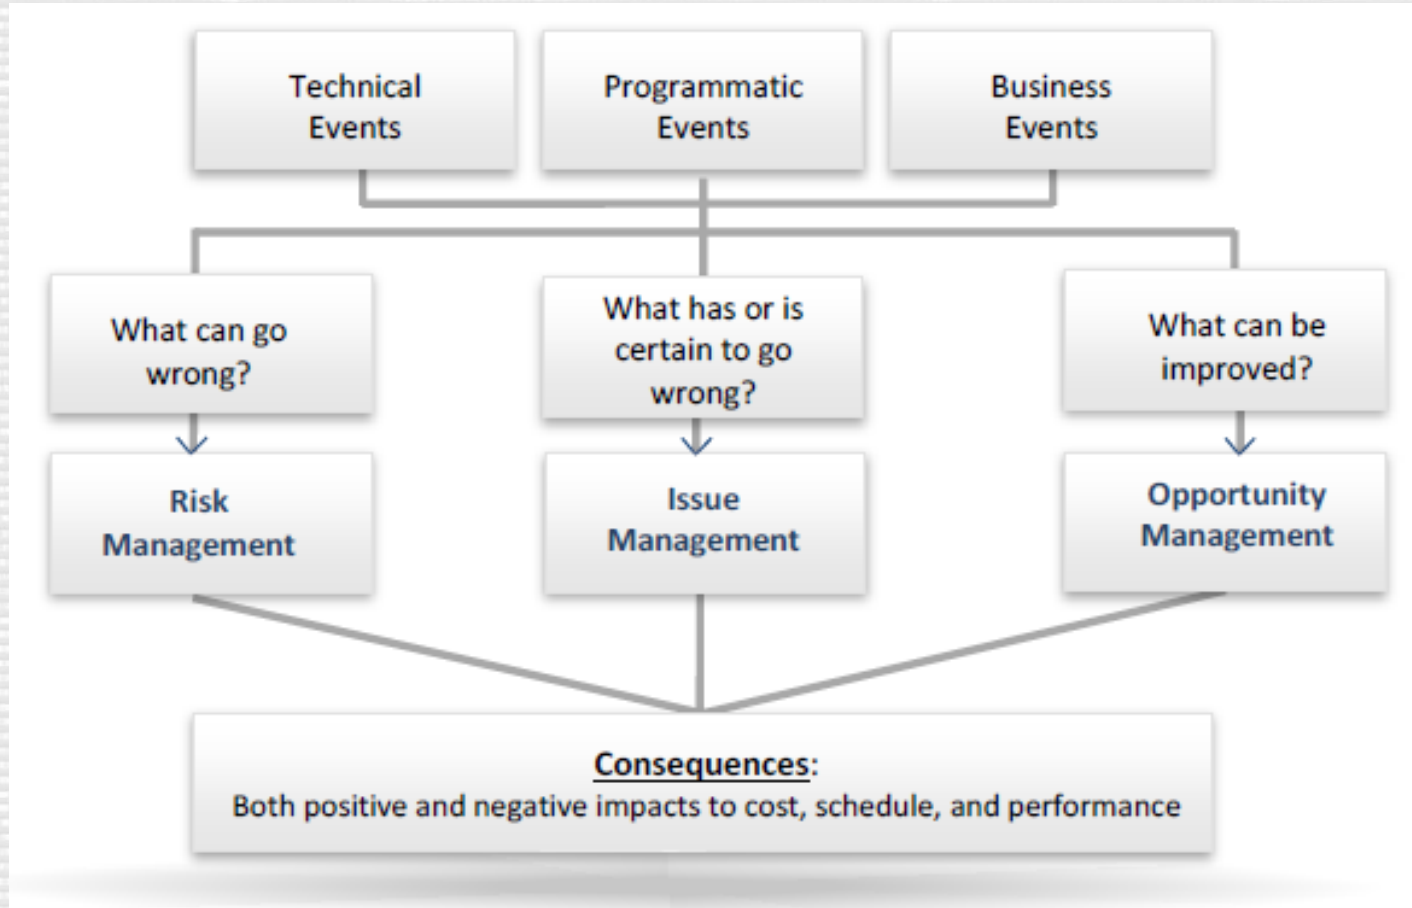 Technical
Events
Programmatic
Events
Business
Events
What can go
wrong?
What has or is
certain to go
wrong?
What can be
improved?
Risk
Management
Issue
Management
Opportunity
Management
Consequences:
Both positive and negative impacts to cost, schedule, and performance